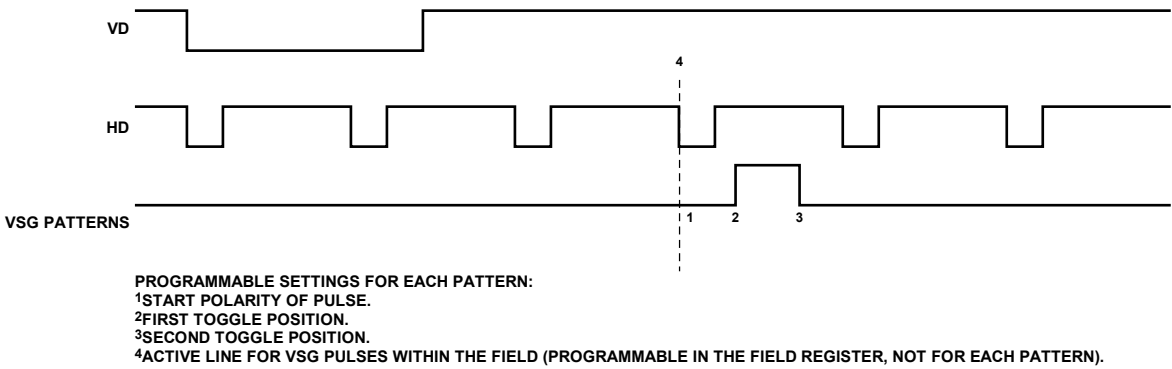 VD
4
HD
VSG PATTERNS
1 2 3
PROGRAMMABLE SETTINGS FOR EACH PATTERN:
1START POLARITY OF PULSE.
2FIRST TOGGLE POSITION.
3SECOND TOGGLE POSITION.
4ACTIVE LINE FOR VSG PULSES WITHIN THE FIELD (PROGRAMMABLE IN THE FIELD REGISTER, NOT FOR EACH PATTERN).